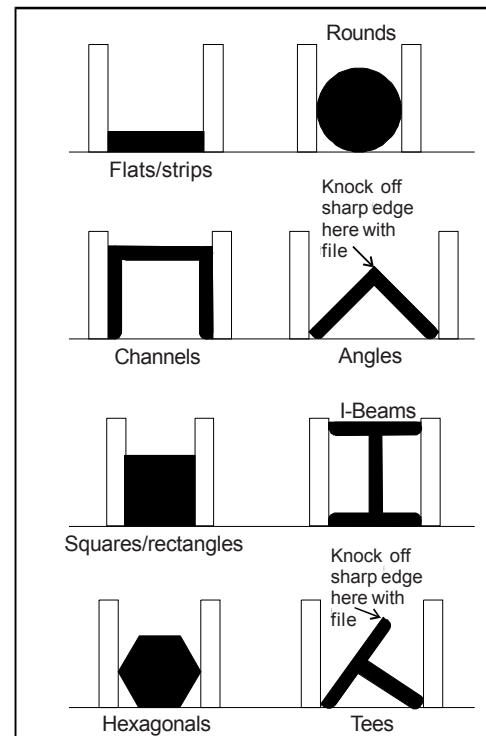 Rounds
Flats/strips
Knock off
sharp edge
here with
file
Channels
Angles
I-Beams
Squares/rectangles
Knock off
sharp edge
here with
file
Hexagonals
Tees